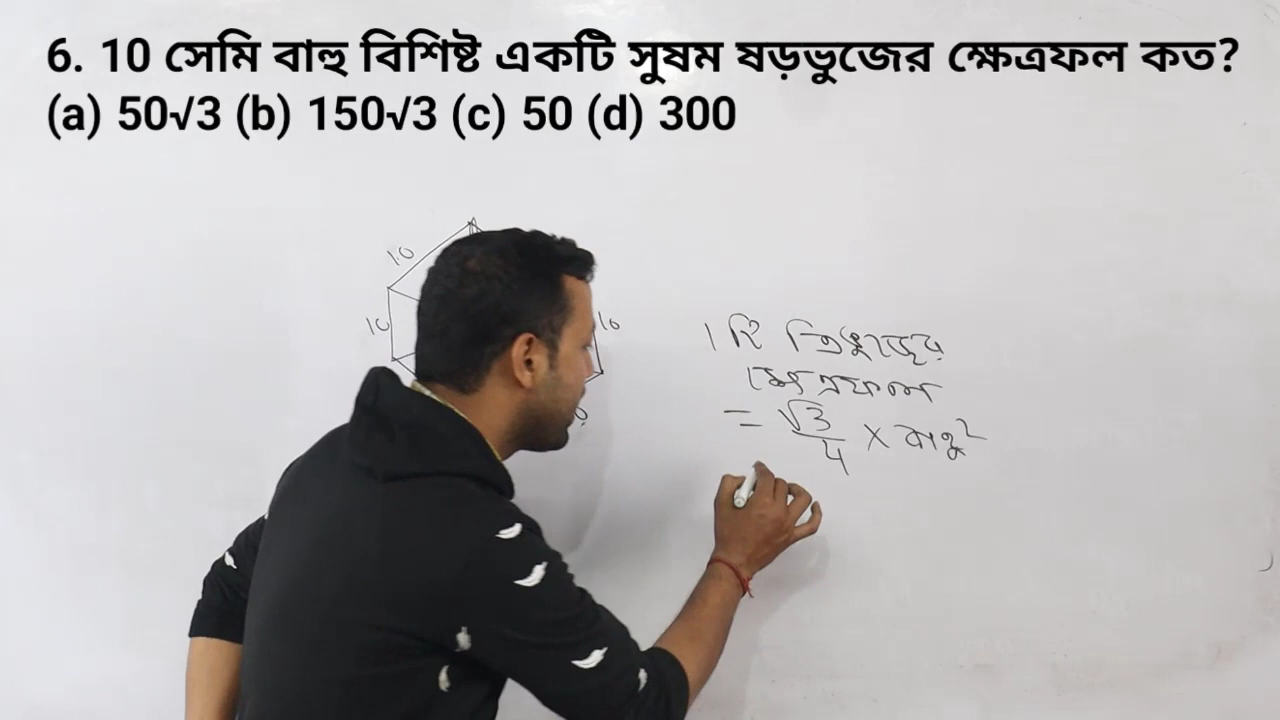 6. 10 সেমি বাহু বিশিষ্ট একটি সুষম ষড়ভুজের ক্ষেত্রফল কত?
(a) 50√3 (b) 150√3 (c) 50 (d) 300
10
10
10
1টি ত্রিভুজের
ক্ষেত্রফল
= √3/4 × বাহু²